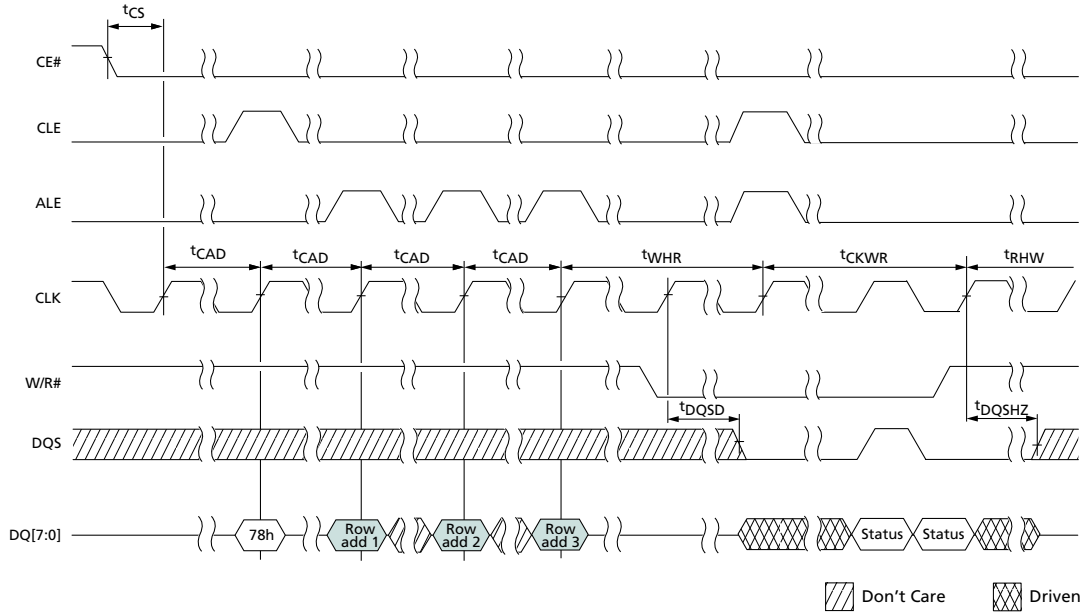 tCS
CE#
CLE
ALE
tCAD tCAD tCAD tCAD tWHR tCKWR tRHW
CLK
W/R#
tDQSD tDQSHZ
DQS
DQ[7:0] 78h Row add 1 Row add 2 Row add 3 Status Status
Don't Care Driven